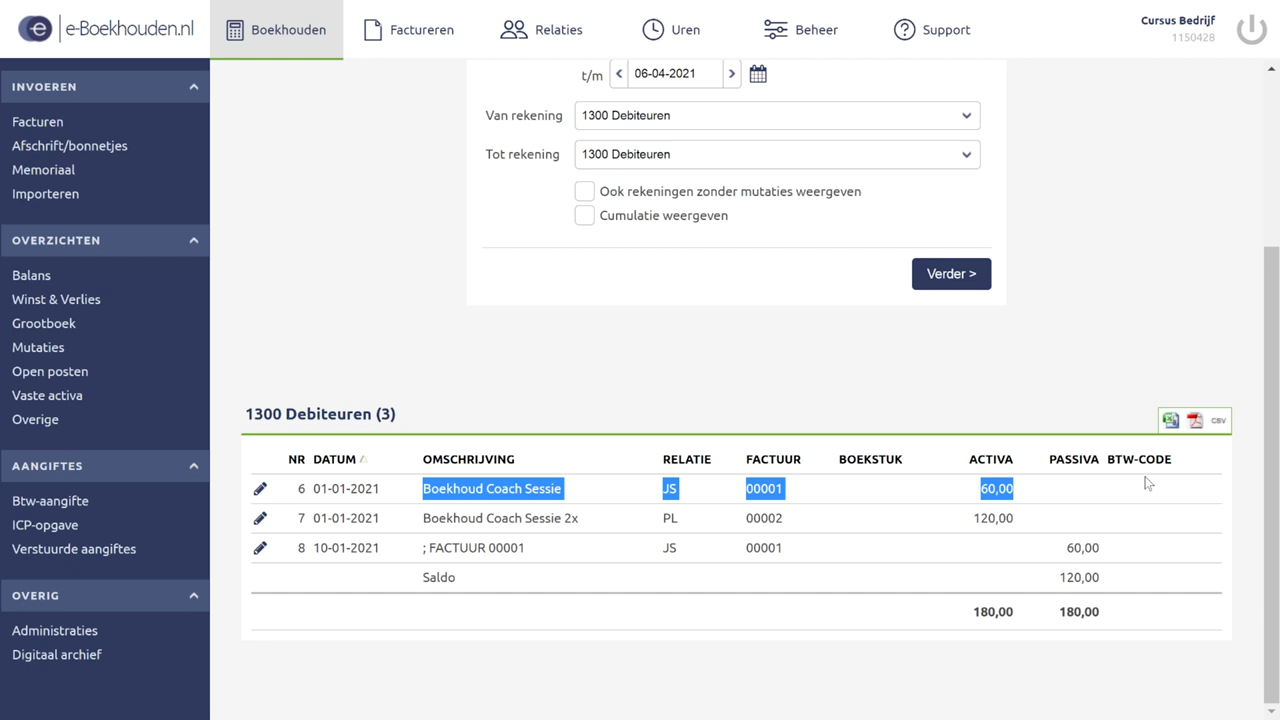 e-Boekhouden.nl
Boekhouden
Factureren
Relaties
Uren
Beheer
Support
Cursus Bedrijf
1150428
INVOEREN
Facturen
Afschrift/bonnetjes
Memoriaal
Importeren
OVERZICHTEN
Balans
Winst & Verlies
Grootboek
Mutaties
Open posten
Vaste activa
Overige
AANGIFTES
Btw-aangifte
ICP-opgave
Verstuurde aangiftes
OVERIG
Administraties
Digitaal archief
t/m 06-04-2021
Van rekening 1300 Debiteuren
Tot rekening 1300 Debiteuren
Ook rekeningen zonder mutaties weergeven
Cumulatie weergeven
Verder >
1300 Debiteuren (3)
CSV
NR DATUM OMSCHRIJVING RELATIE FACTUUR BOEKSTUK ACTIVA PASSIVA BTW-CODE
6 01-01-2021 Boekhoud Coach Sessie JS 00001 60,00
7 01-01-2021 Boekhoud Coach Sessie 2x PL 00002 120,00
8 10-01-2021 ; FACTUUR 00001 JS 00001 60,00
Saldo 120,00
180,00 180,00